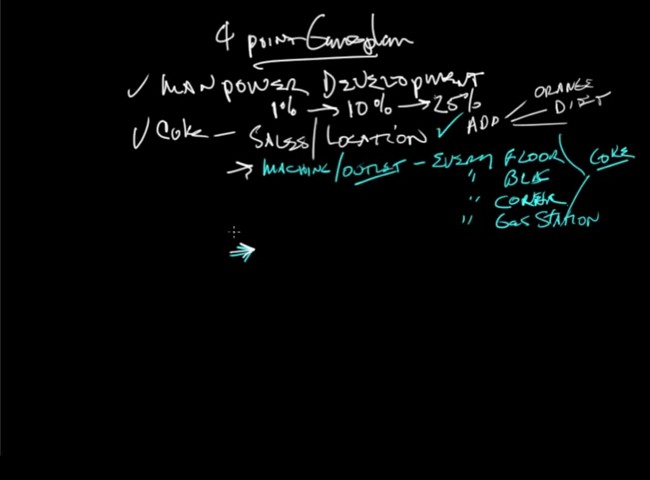 4 POINT Gameplan
✓ MANPOWER DEVELOPMENT
1% → 10% → 25%
✓ COKE — SALES/LOCATION ✓ ADD ORANGE
DIET
→ MACHINE/OUTLET — EVERY FLOOR COKE
" BLK
" CORNER
" GAS STATION